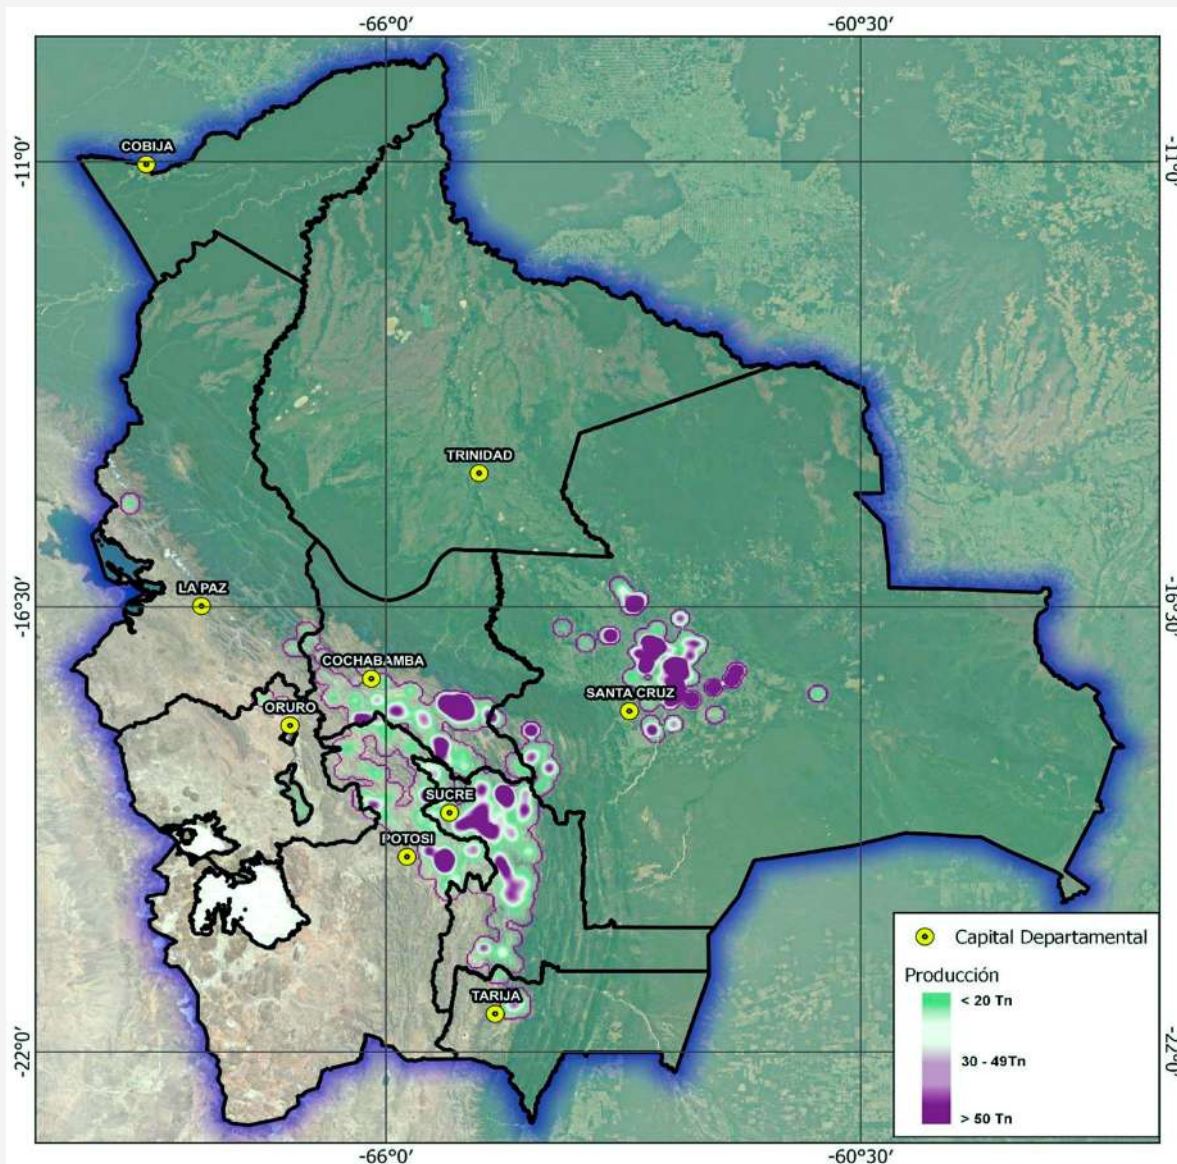 -66°0′
-60°30′
-11°0′
-11°0′
COBIJA
TRINIDAD
LA PAZ
-16°30′
-16°30′
COCHABAMBA
SANTA CRUZ
ORURO
SUCRE
POTOSI
TARIJA
-22°0′
-22°0′
Capital Departamental
Producción
< 20 Tn
30 - 49Tn
> 50 Tn
-66°0′
-60°30′